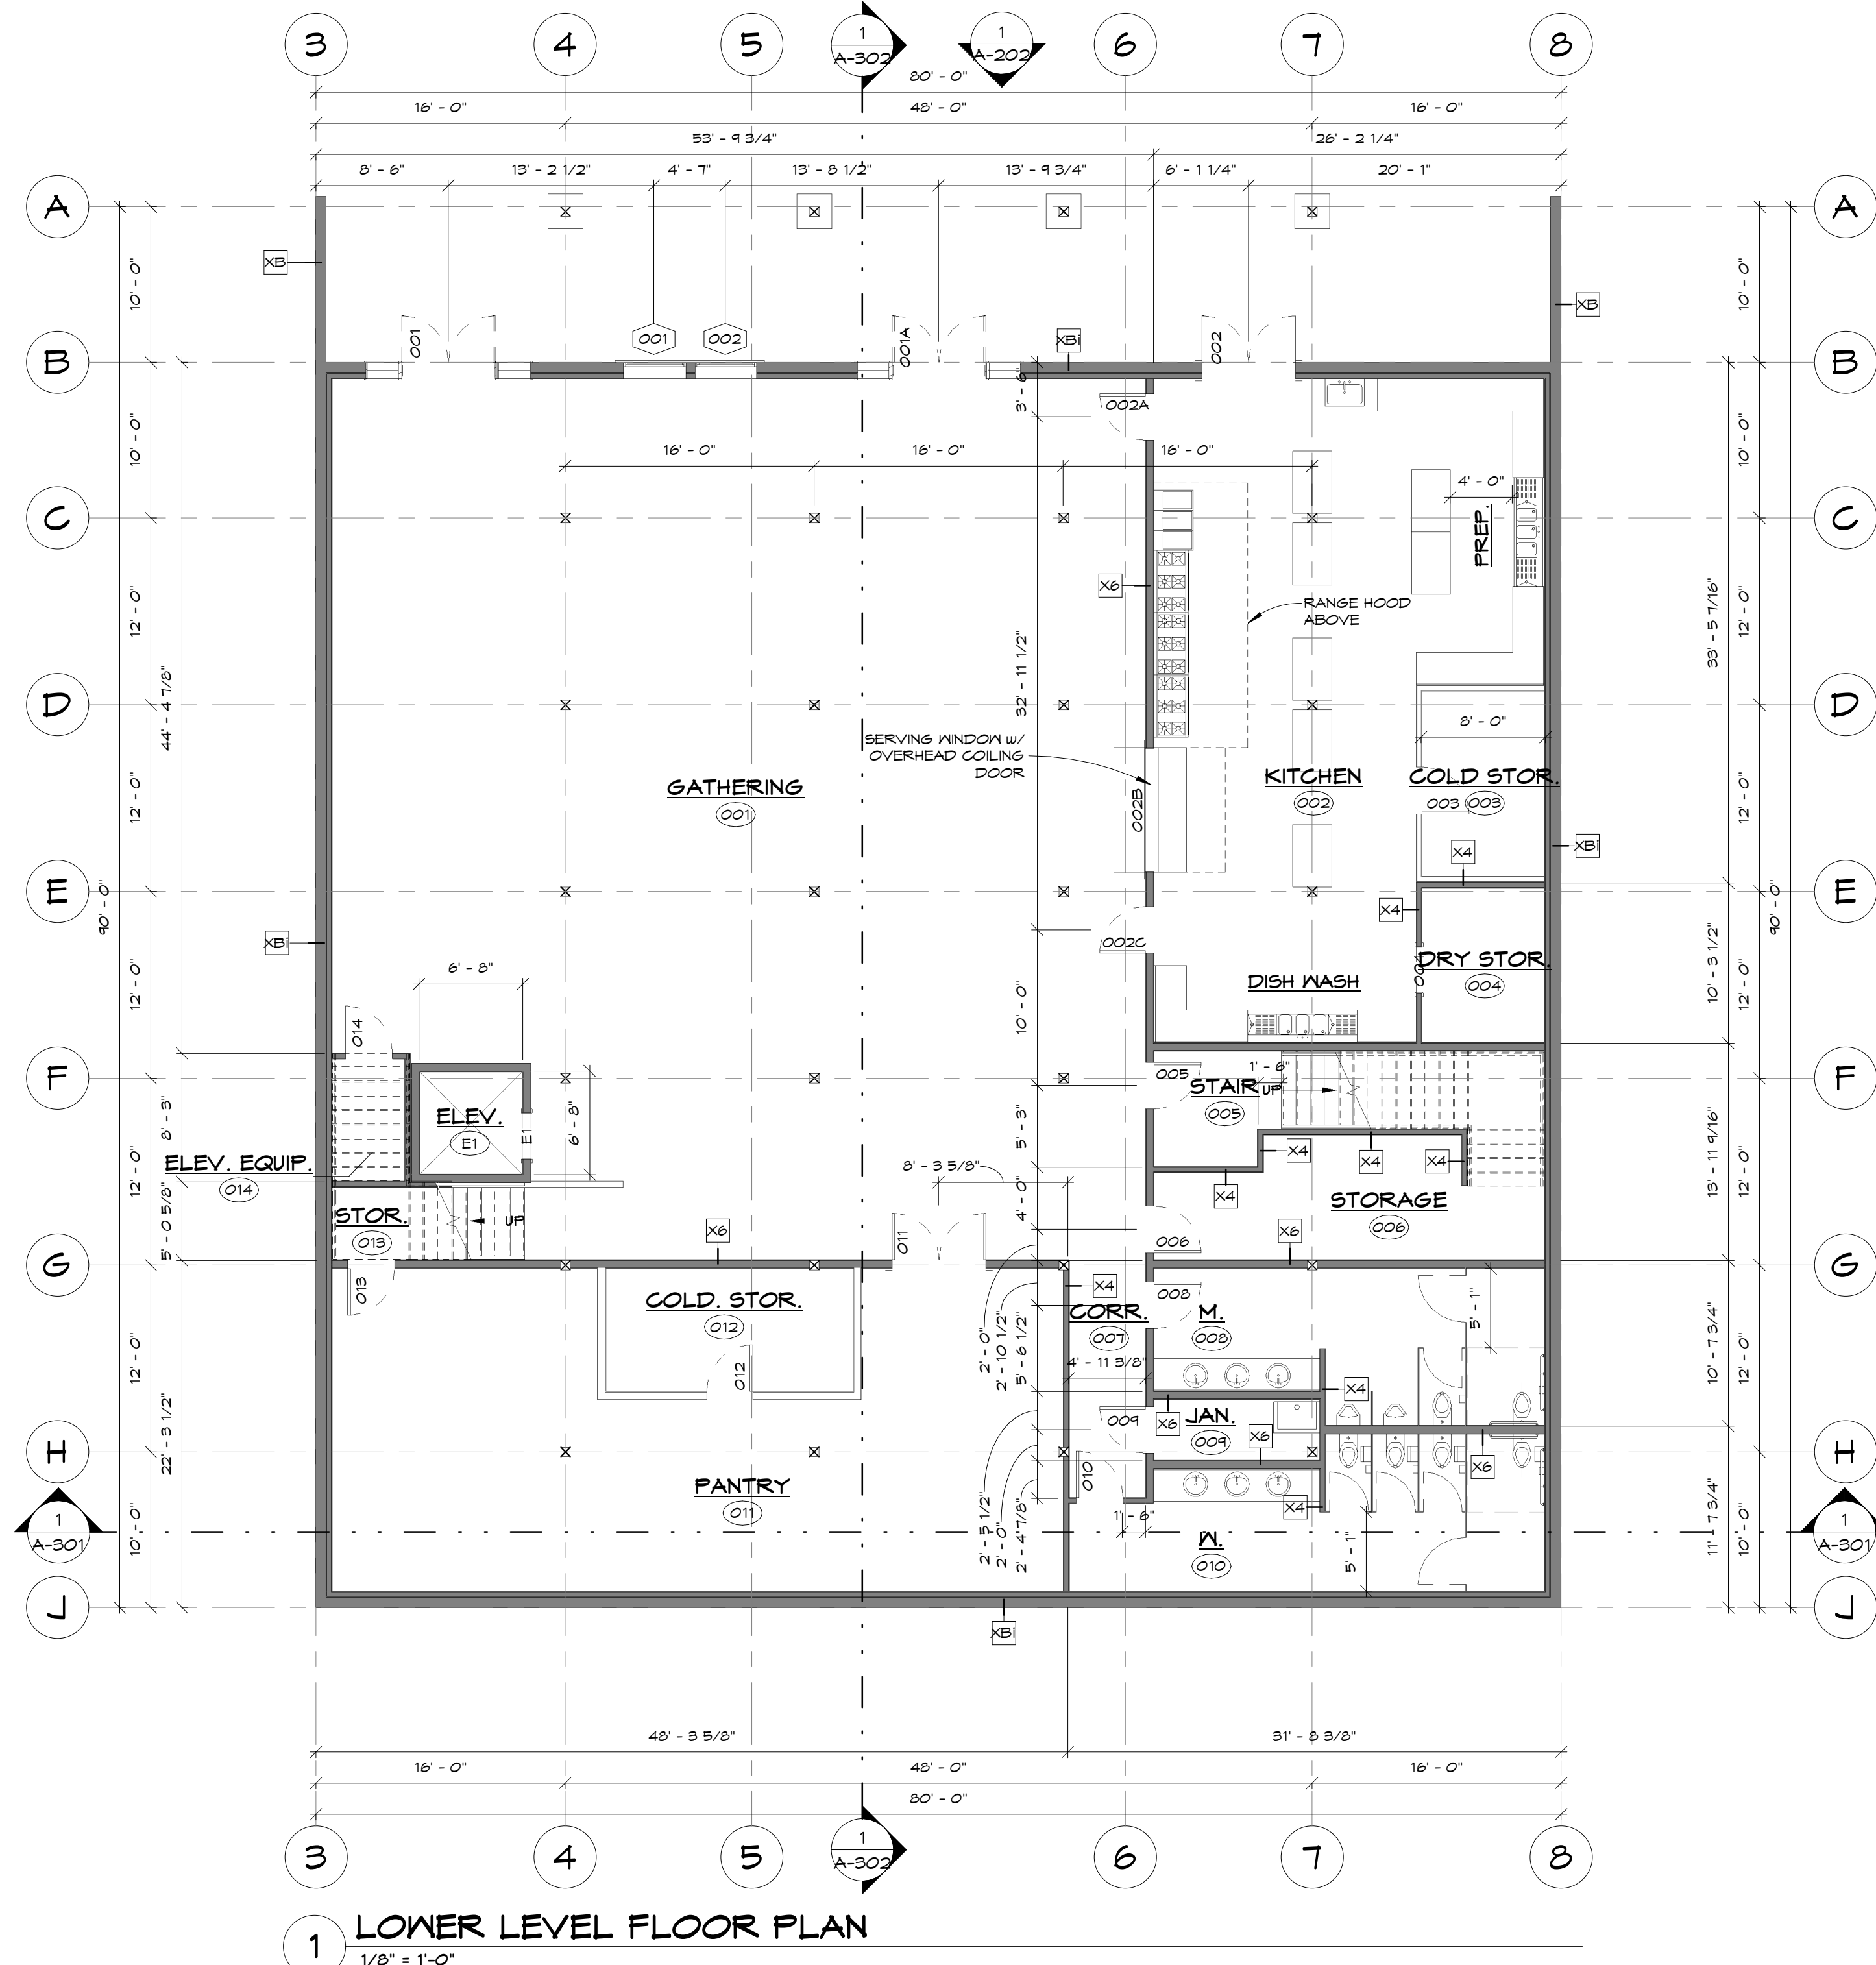 3
4
5
1
A-302
1
A-202
6
7
8
80' - 0"
16' - 0"
48' - 0"
16' - 0"
53' - 9 3/4"
26' - 2 1/4"
8' - 6"
13' - 2 1/2"
4' - 7"
13' - 8 1/2"
13' - 9 3/4"
6' - 1 1/4"
20' - 1"
A
A
XB
10' - 0"
10' - 0"
XB
001
001
002
001A
XBi
002
B
B
3' - 6"
002A
10' - 0"
10' - 0"
16' - 0"
16' - 0"
16' - 0"
4' - 0"
PREP.
C
C
X6
RANGE HOOD
ABOVE
12' - 0"
12' - 0"
33' - 5 7/16"
32' - 11 1/2"
44' - 4 7/8"
D
D
8' - 0"
SERVING WINDOW W/
OVERHEAD COILING
DOOR
GATHERING
001
KITCHEN
002
COLD STOR.
003
003
002B
12' - 0"
12' - 0"
X4
XBi
E
E
90' - 0"
90' - 0"
X4
XBi
002C
DRY STOR.
004
004
DISH WASH
6' - 8"
12' - 0"
10' - 0"
10' - 3 1/2"
12' - 0"
014
F
F
005
STAIR
005
1' - 6"
UP
ELEV.
E1
E1
6' - 8"
8' - 3"
5' - 3"
X4
X4
X4
X4
ELEV. EQUIP.
014
12' - 0"
8' - 3 5/8"
4' - 0"
13' - 11 9/16"
12' - 0"
STORAGE
006
STOR.
013
UP
5' - 0 5/8"
X6
011
006
X6
G
G
013
COLD. STOR.
012
012
X4
008
CORR.
007
M.
008
5' - 1"
2' - 0"
2' - 10 1/2"
5' - 6 1/2"
4' - 11 3/8"
12' - 0"
10' - 7 3/4"
12' - 0"
X4
009
X6
JAN.
009
X6
X6
22' - 3 1/2"
H
H
010
PANTRY
011
X4
1' - 6"
2' - 5 1/2"
2' - 0"
2' - 4 7/8"
W.
010
5' - 1"
1
A-301
10' - 0"
11' - 7 3/4"
10' - 0"
1
A-301
J
J
XBi
48' - 3 5/8"
31' - 8 3/8"
16' - 0"
48' - 0"
16' - 0"
80' - 0"
3
4
5
1
A-302
6
7
8
1
LOWER LEVEL FLOOR PLAN
1/8" = 1'-0"